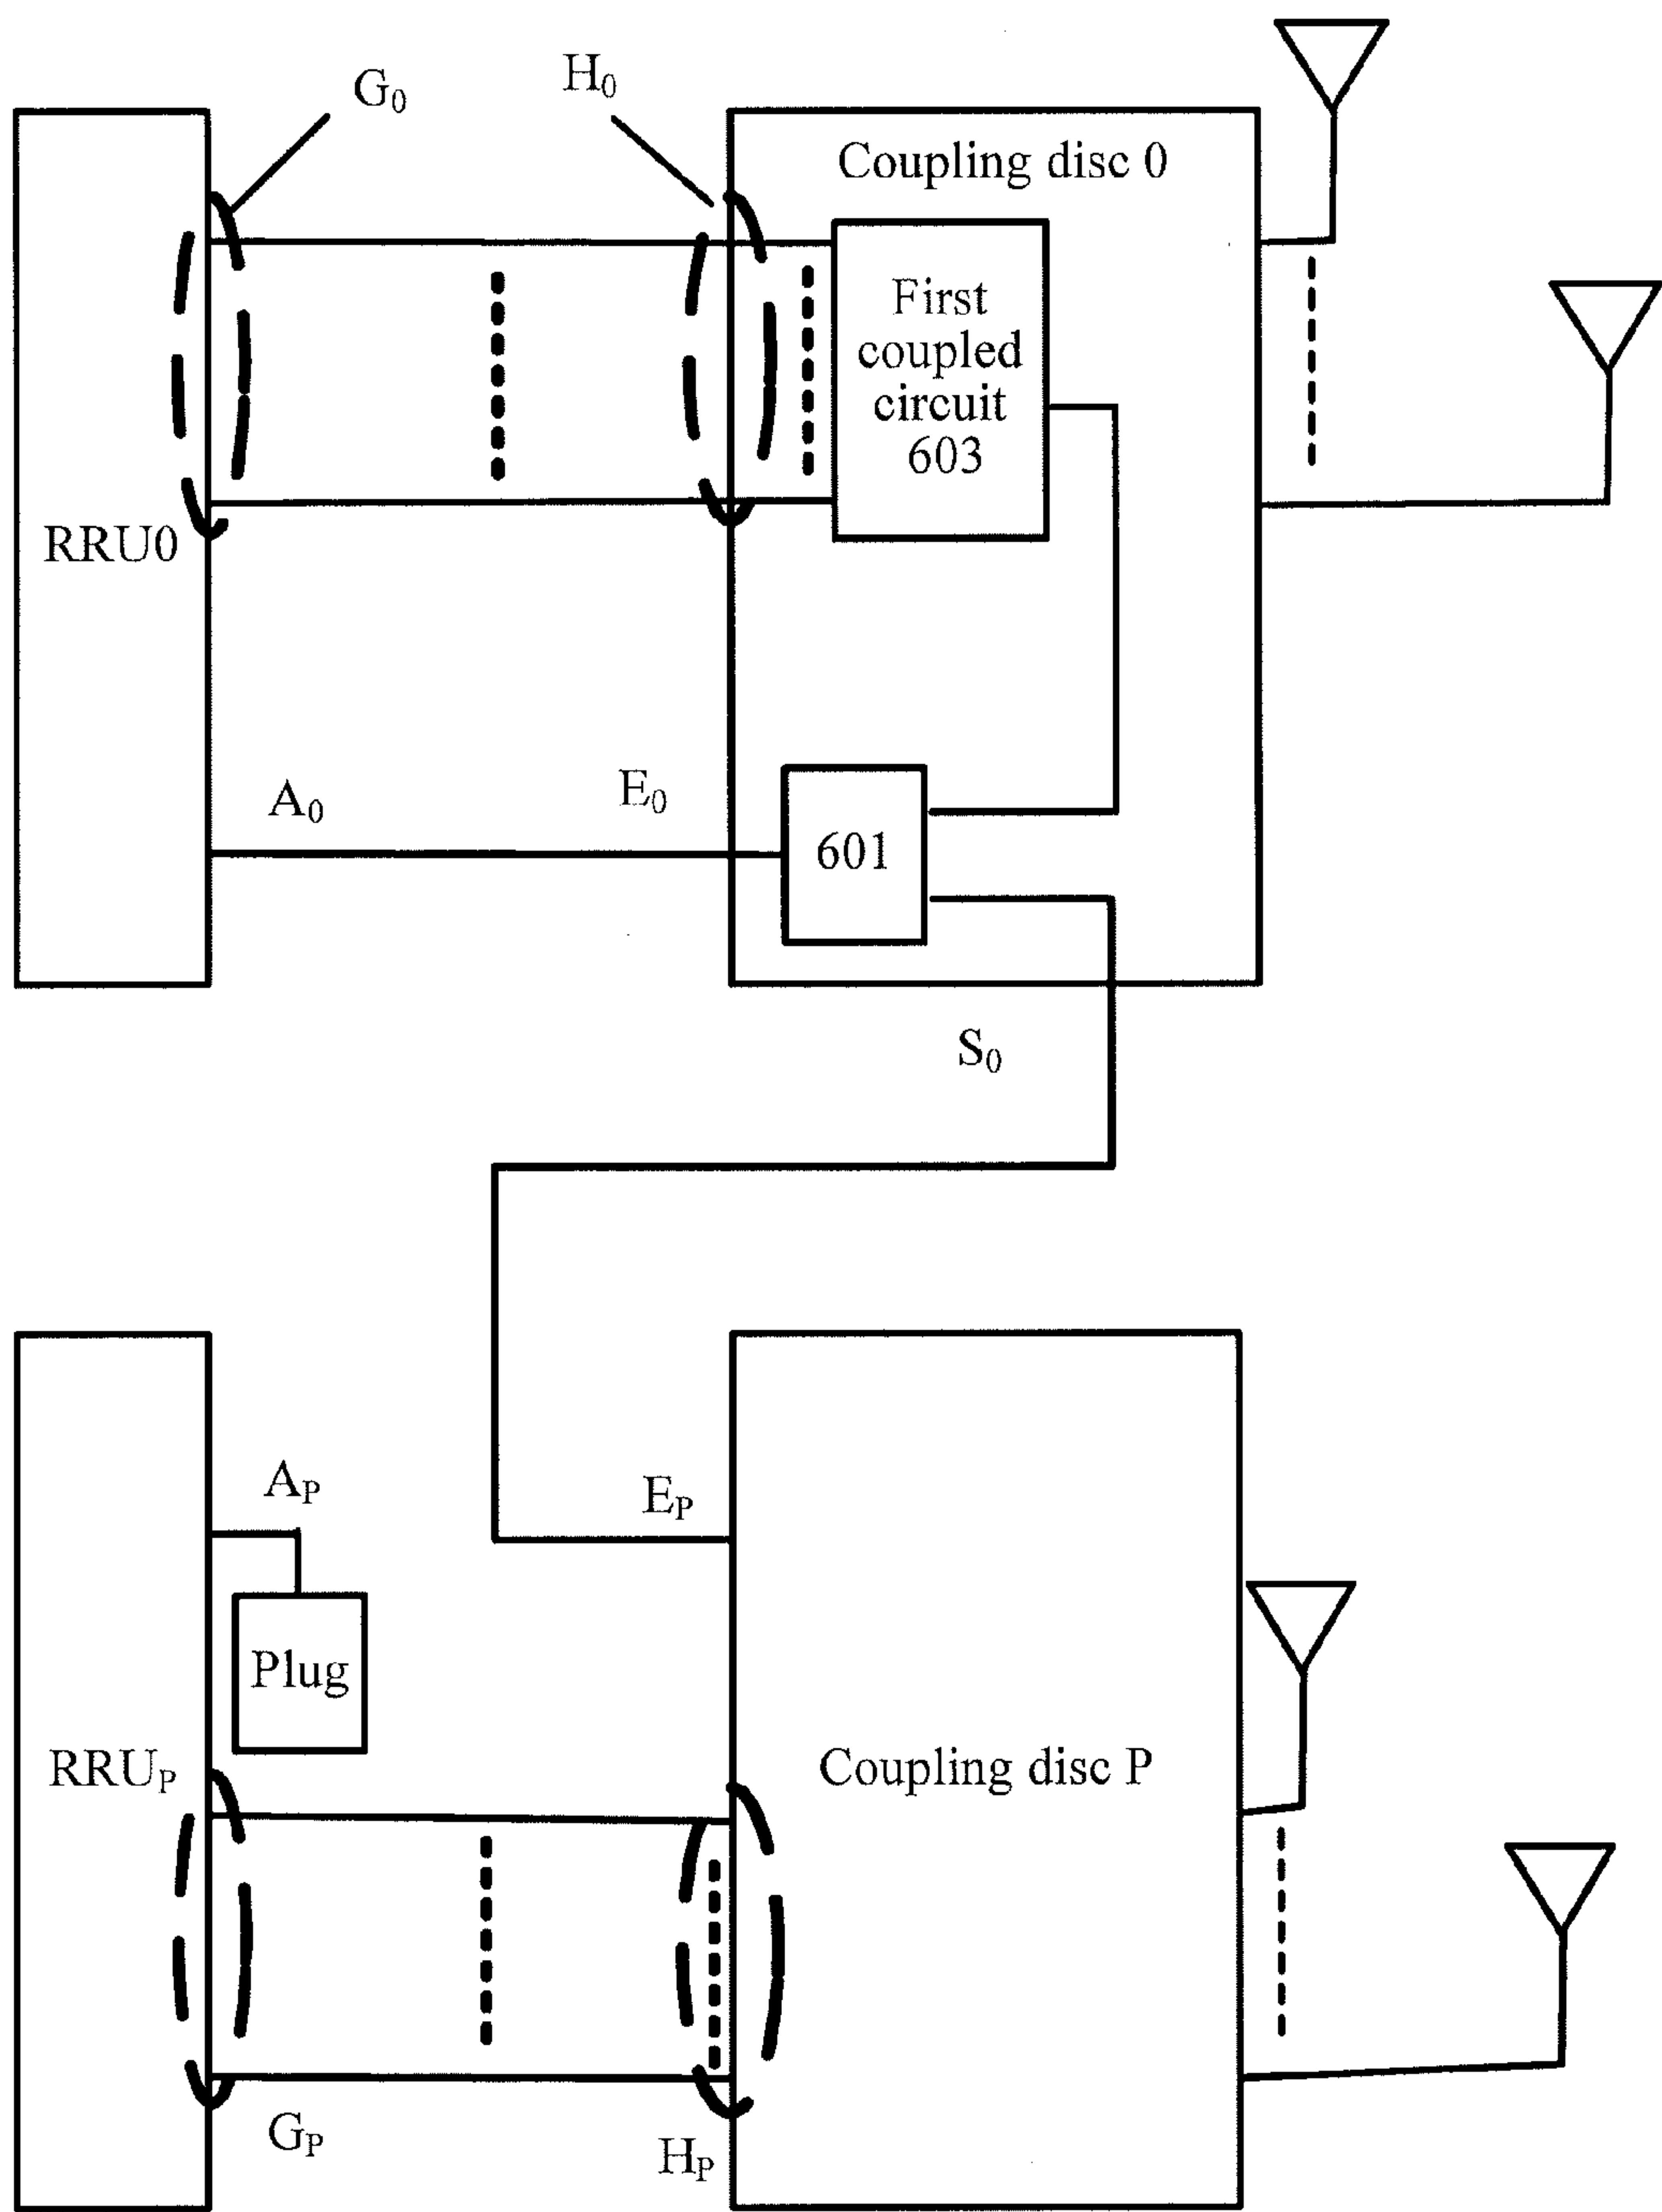 G₀
H₀
Coupling disc 0
First
coupled
circuit
603
RRU0
A₀
E₀
601
S₀
Aₚ
Eₚ
Plug
RRUₚ
Coupling disc P
Gₚ
Hₚ